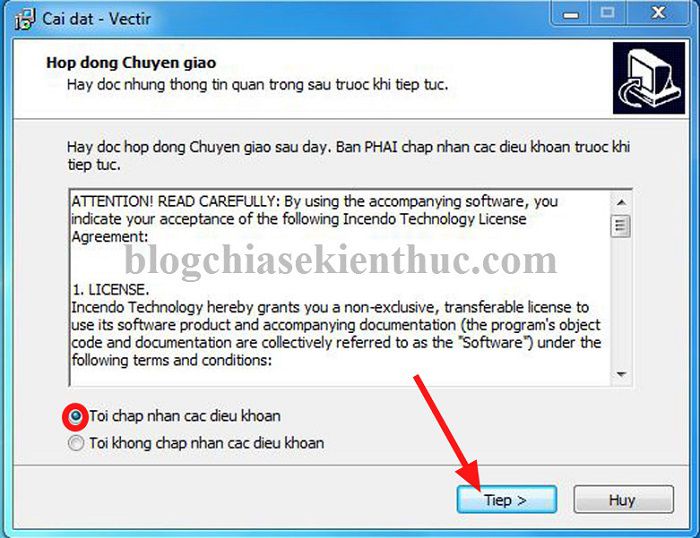 Cai dat - Vectir
Hop dong Chuyen giao
Hay doc nhung thong tin quan trong sau truoc khi tiep tuc.
Hay doc hop dong Chuyen giao sau day. Ban PHAI chap nhan cac dieu khoan truoc khi
tiep tuc.
ATTENTION! READ CAREFULLY: By using the accompanying software, you
indicate your acceptance of the following Incendo Technology License
Agreement:
blogchiasekienthuc.com
1. LICENSE.
Incendo Technology hereby grants you a non-exclusive, transferable license to
use its software product and accompanying documentation (the program's object
code and documentation are collectively referred to as the "Software") under the
following terms and conditions:
Toi chap nhan cac dieu khoan
Toi khong chap nhan cac dieu khoan
Tiep >
Huy